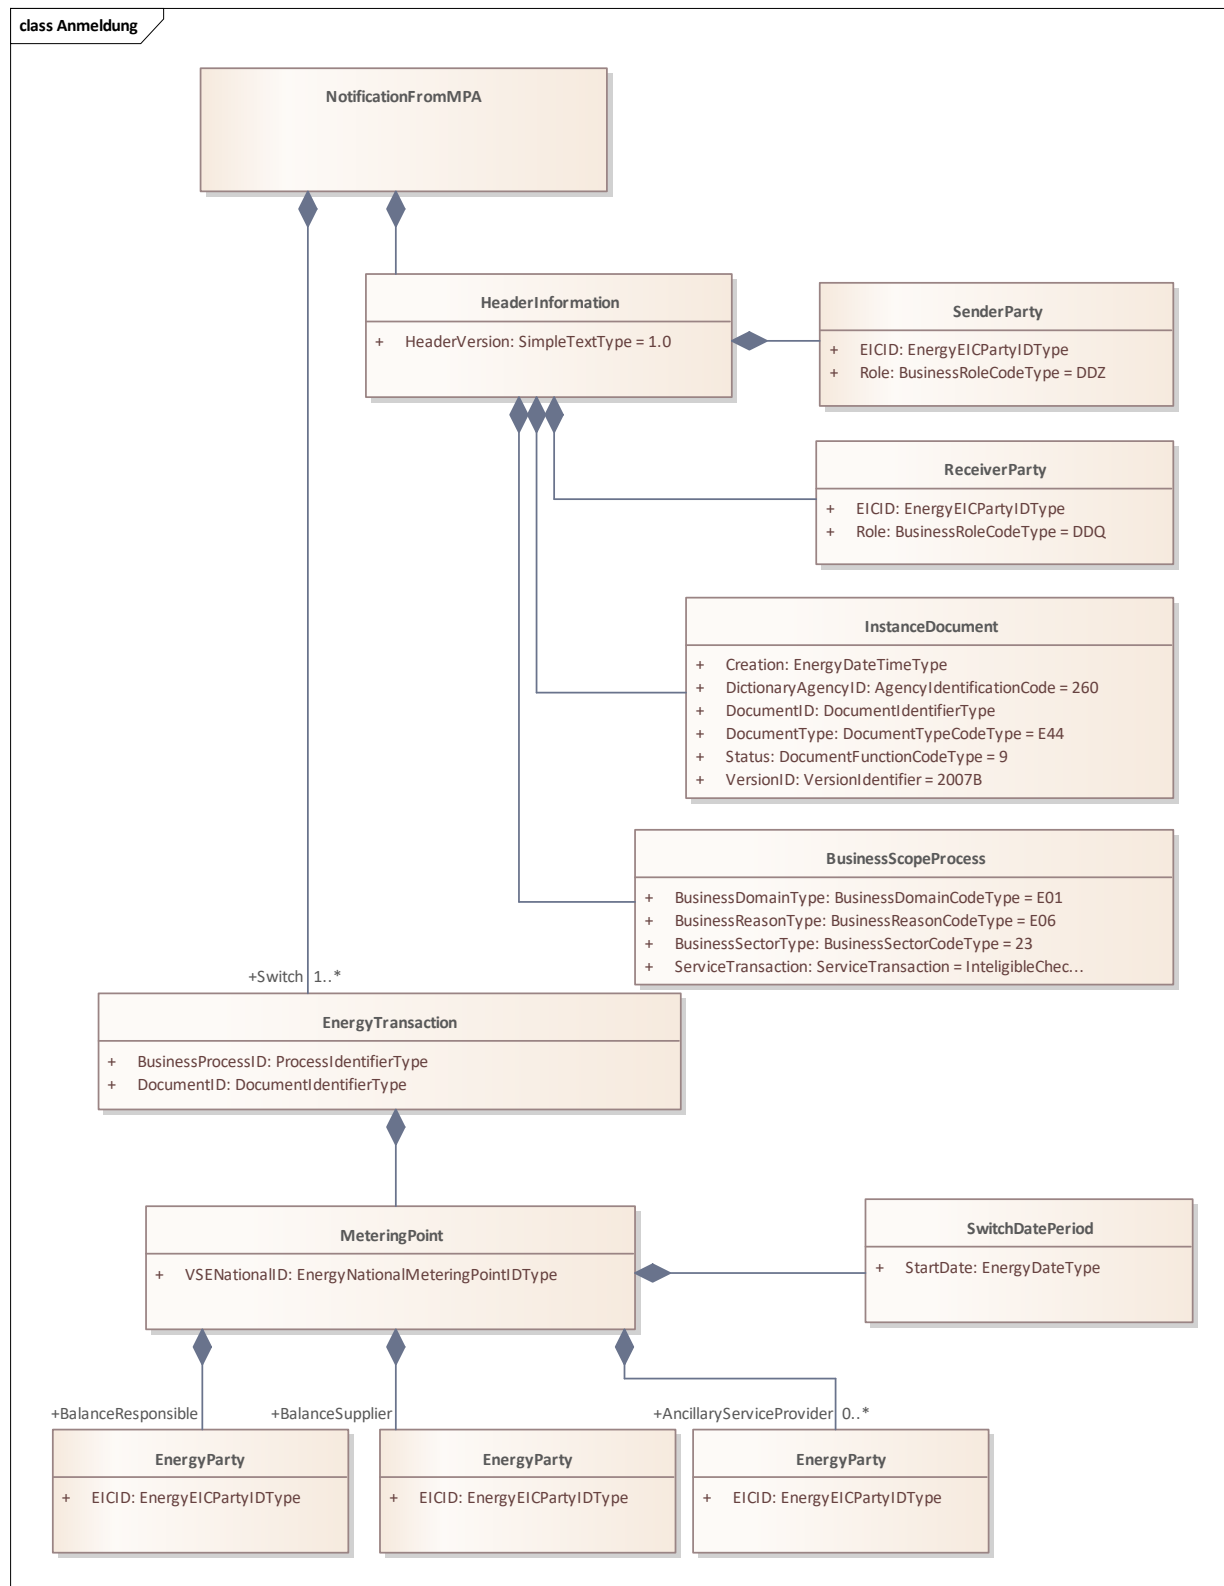 class Anmeldung
NotificationFromMPA
HeaderInformation
+ HeaderVersion: SimpleTextType = 1.0
SenderParty
+ EICID: EnergyEICPartyIDType
+ Role: BusinessRoleCodeType = DDZ
ReceiverParty
+ EICID: EnergyEICPartyIDType
+ Role: BusinessRoleCodeType = DDQ
InstanceDocument
+ Creation: EnergyDateTimeType
+ DictionaryAgencyID: AgencyIdentificationCode = 260
+ DocumentID: DocumentIdentifierType
+ DocumentType: DocumentTypeCodeType = E44
+ Status: DocumentFunctionCodeType = 9
+ VersionID: VersionIdentifier = 2007B
BusinessScopeProcess
+ BusinessDomainType: BusinessDomainCodeType = E01
+ BusinessReasonType: BusinessReasonCodeType = E06
+ BusinessSectorType: BusinessSectorCodeType = 23
+ ServiceTransaction: ServiceTransaction = InteligibleChec...
+Switch 1..*
EnergyTransaction
+ BusinessProcessID: ProcessIdentifierType
+ DocumentID: DocumentIdentifierType
MeteringPoint
+ VSENationalID: EnergyNationalMeteringPointIDType
SwitchDatePeriod
+ StartDate: EnergyDateType
+BalanceResponsible
+BalanceSupplier
+AncillaryServiceProvider 0..*
EnergyParty
+ EICID: EnergyEICPartyIDType
EnergyParty
+ EICID: EnergyEICPartyIDType
EnergyParty
+ EICID: EnergyEICPartyIDType